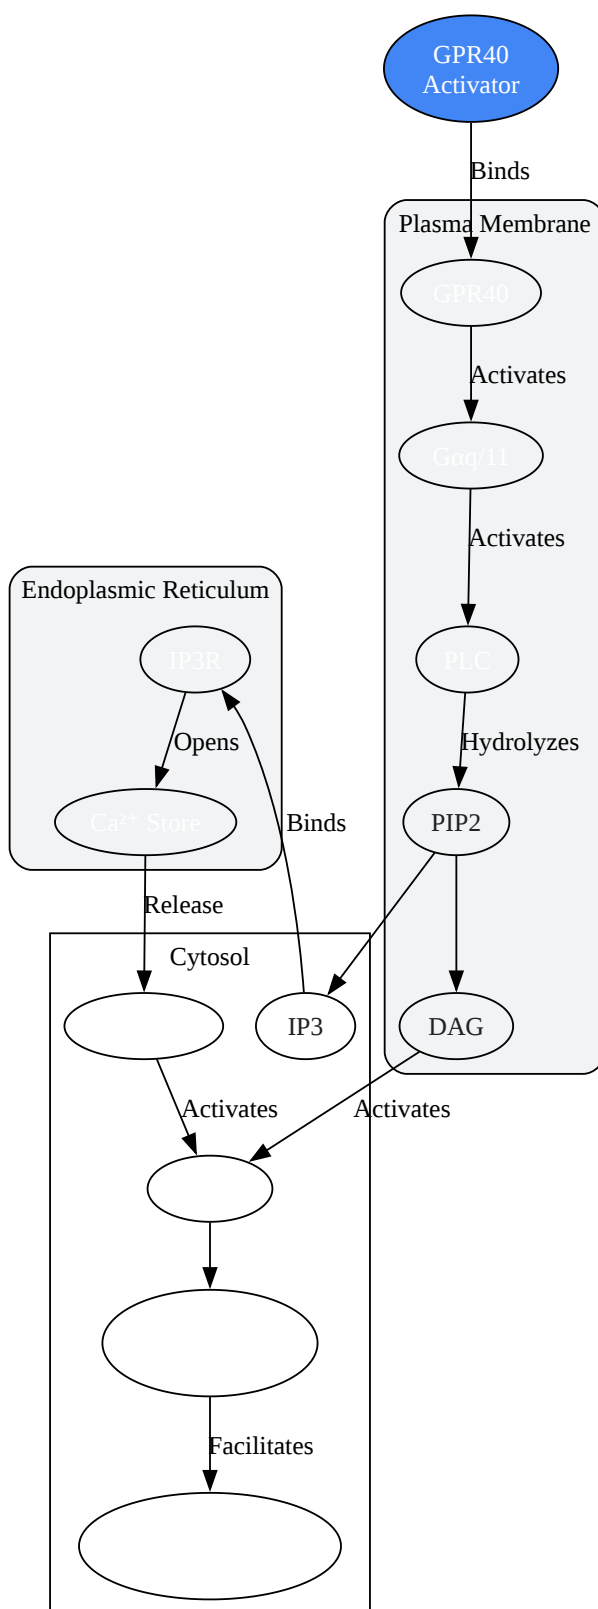 GPR40
Activator
Binds
Plasma Membrane
GPR40
Activates
Gαq/11
Activates
Endoplasmic Reticulum
IP3R
PLC
Opens
Hydrolyzes
Ca²⁺ Store
Binds
PIP2
Release
Cytosol
IP3
DAG
Activates
Activates
Facilitates